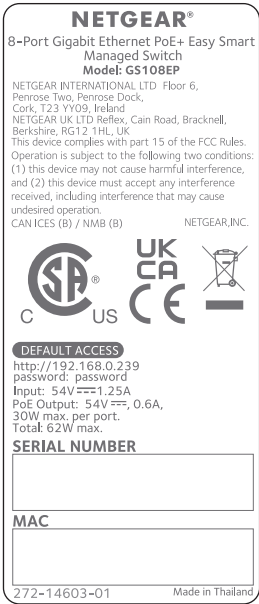 NETGEAR®
8-Port Gigabit Ethernet PoE+ Easy Smart
Managed Switch
Model: GS108EP
NETGEAR INTERNATIONAL LTD  Floor 6,
Penrose Two, Penrose Dock,
Cork, T23 YY09, Ireland
NETGEAR UK LTD Reflex, Cain Road, Bracknell,
Berkshire, RG12 1HL, UK
This device complies with part 15 of the FCC Rules.
Operation is subject to the following two conditions:
(1) this device may not cause harmful interference,
and (2) this device must accept any interference
received, including interference that may cause
undesired operation.
CAN ICES (B) / NMB (B) NETGEAR,INC.
UK
CA
SA ®
C US CE
DEFAULT ACCESS
http://192.168.0.239
password: password
Input: 54V⎓1.25A
PoE Output: 54V⎓, 0.6A,
30W max. per port.
Total: 62W max.
SERIAL NUMBER
MAC
272-14603-01 Made in Thailand